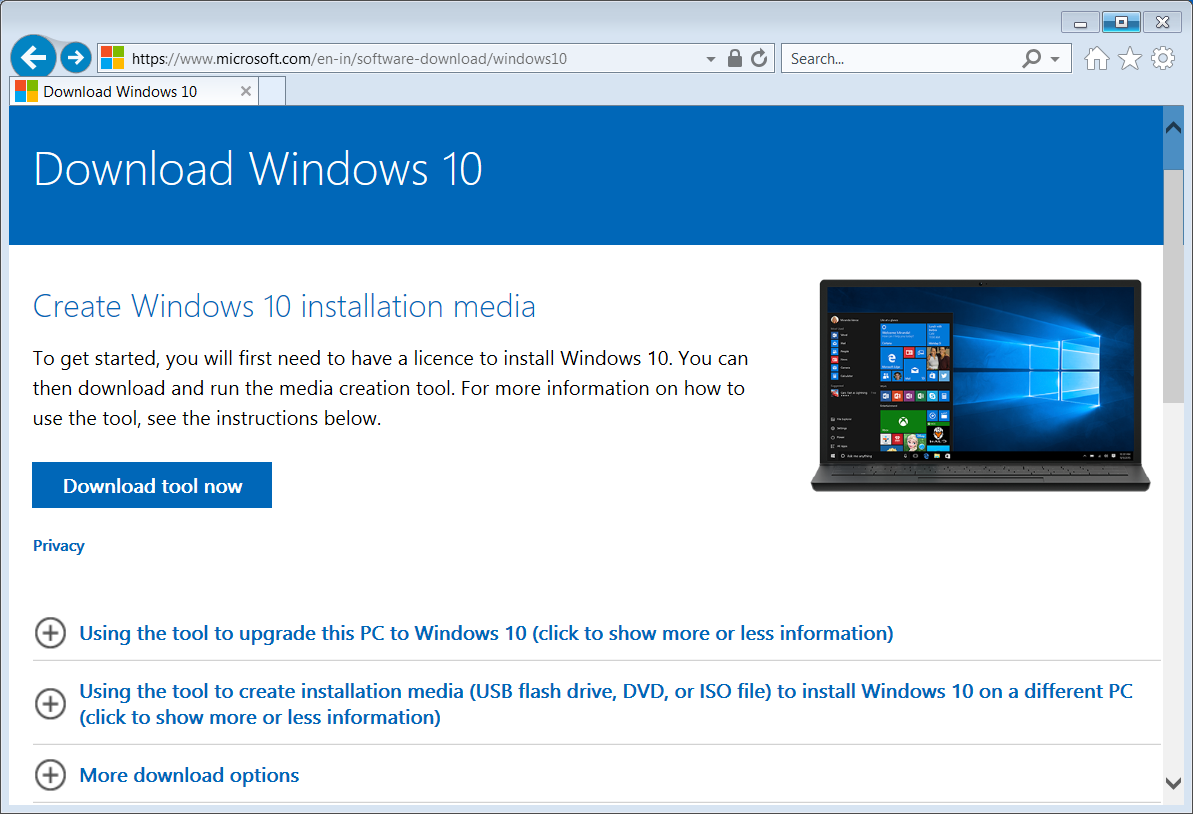 https://www.microsoft.com/en-in/software-download/windows10
Search...
Download Windows 10
Download Windows 10
Create Windows 10 installation media
To get started, you will first need to have a licence to install Windows 10. You can
then download and run the media creation tool. For more information on how to
use the tool, see the instructions below.
Download tool now
Privacy
Using the tool to upgrade this PC to Windows 10 (click to show more or less information)
Using the tool to create installation media (USB flash drive, DVD, or ISO file) to install Windows 10 on a different PC
(click to show more or less information)
More download options